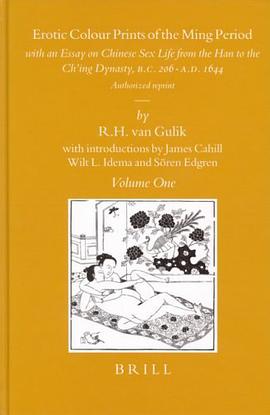 Erotic Colour Prints of the Ming Period
with an Essay on Chinese Sex Life from the Han to the
Ch'ing Dynasty, B.C. 206 - A.D. 1644
Authorized reprint
by
R.H. van Gulik
with introductions by James Cahill
Wilt L. Idema and Sören Edgren
Volume One
BRILL